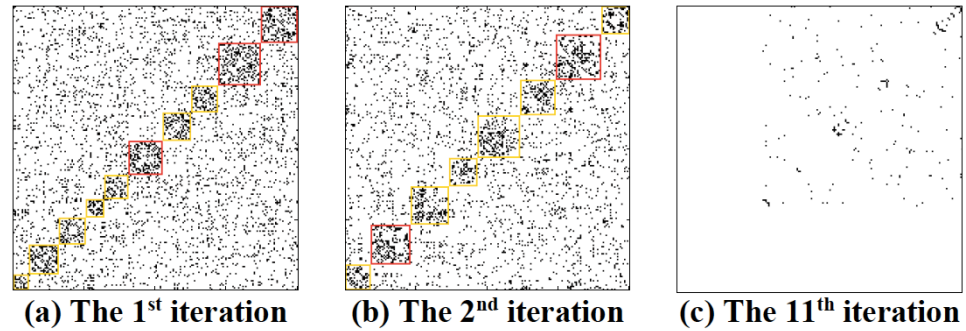 (a) The 1st iteration
(b) The 2nd iteration
(c) The 11th iteration